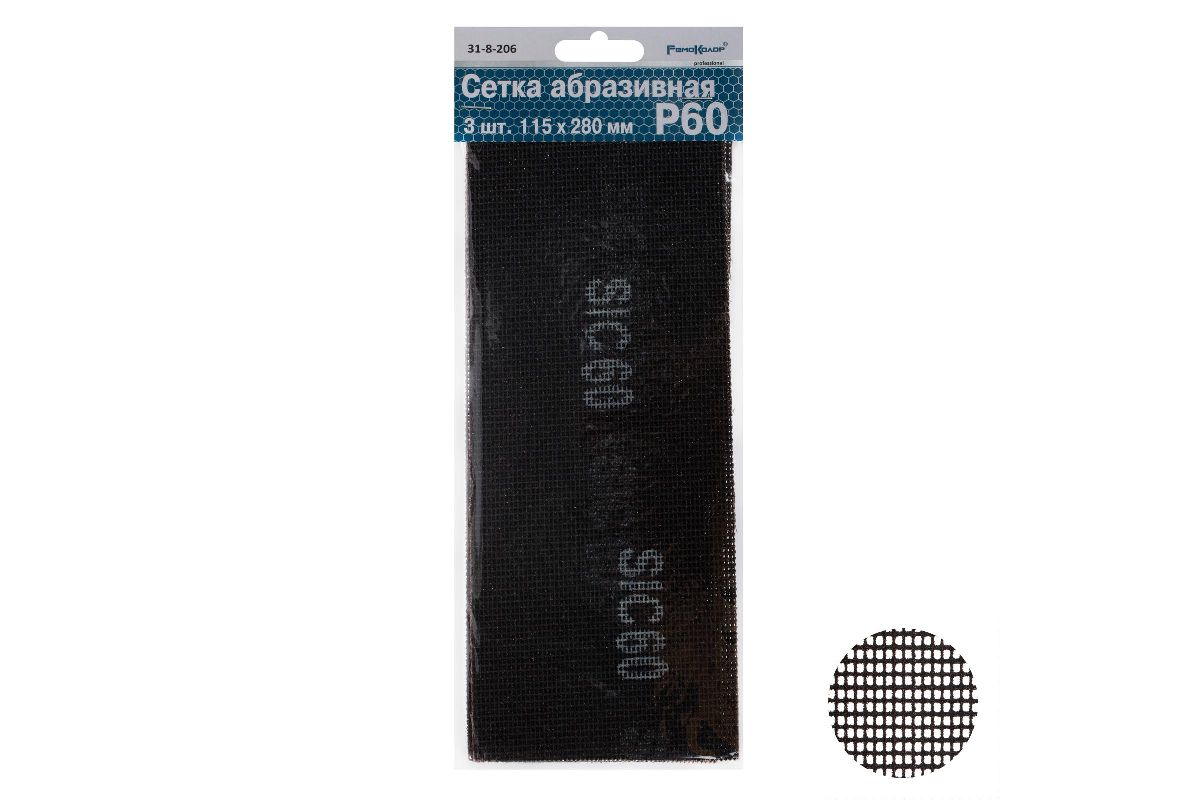 31-8-206
РемоКолор®
professional
Сетка абразивная
3 шт. 115 x 280 мм P60
SIC60
SIC60